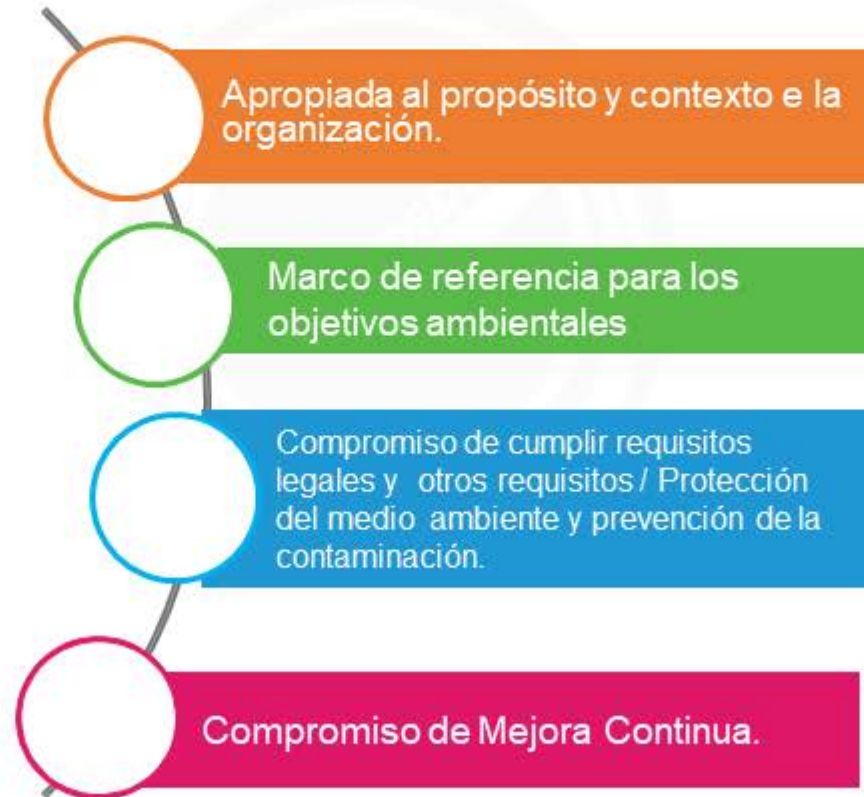 Apropiada al propósito y contexto e la
organización.
Marco de referencia para los
objetivos ambientales
Compromiso de cumplir requisitos
legales y otros requisitos / Protección
del medio ambiente y prevención de la
contaminación.
Compromiso de Mejora Continua.